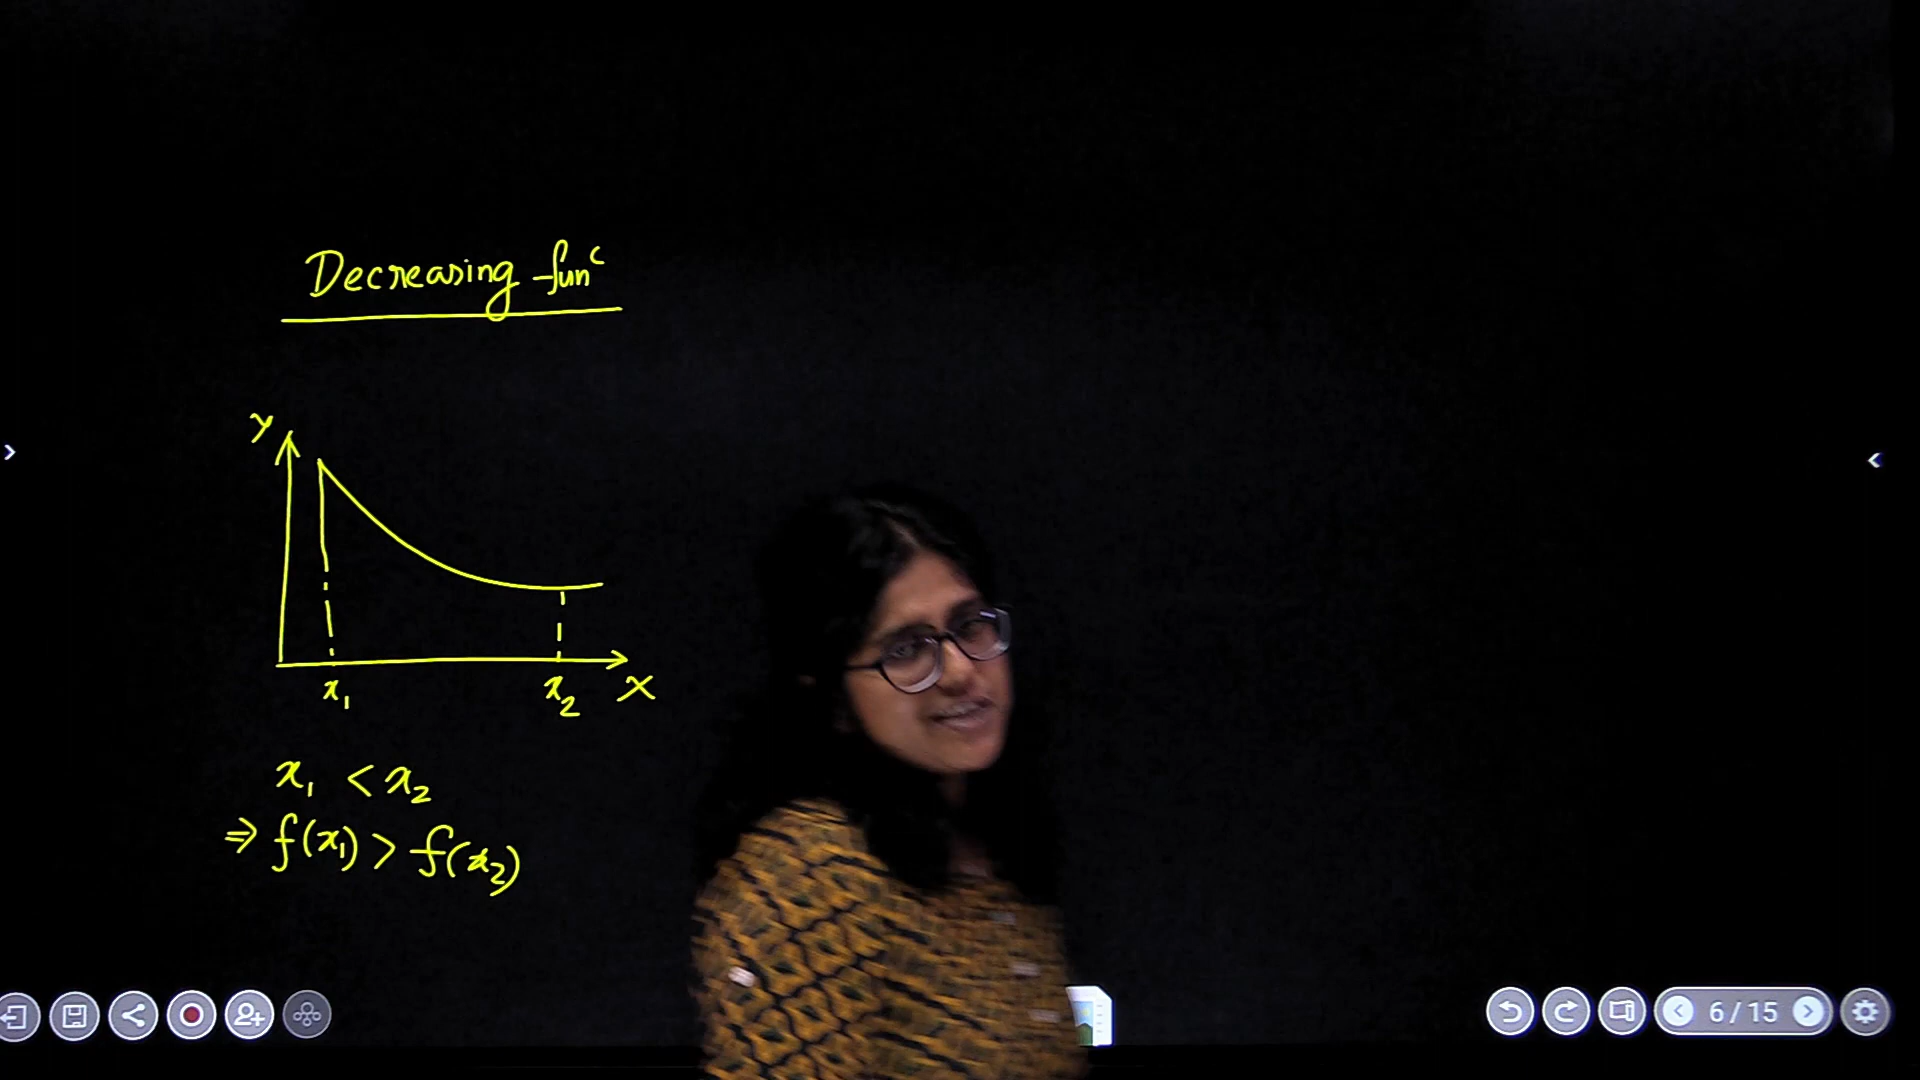 Decreasing func
Y
x1
x2
X
x1 < x2
⇒ f(x1) > f(x2)
6 / 15